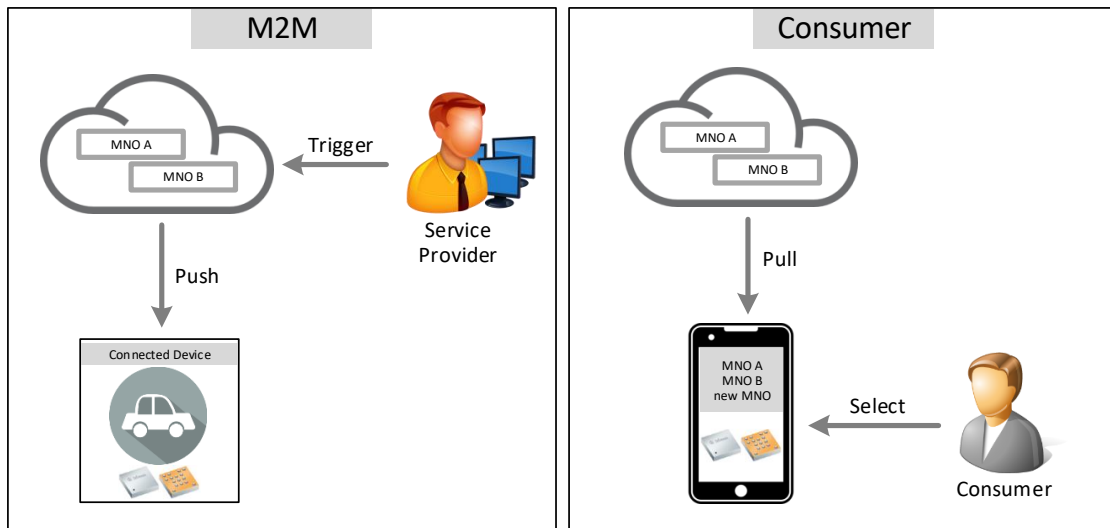 M2M
MNO A
MNO B
Trigger
Service
Provider
Push
Connected Device
Consumer
MNO A
MNO B
Pull
MNO A
MNO B
new MNO
Select
Consumer